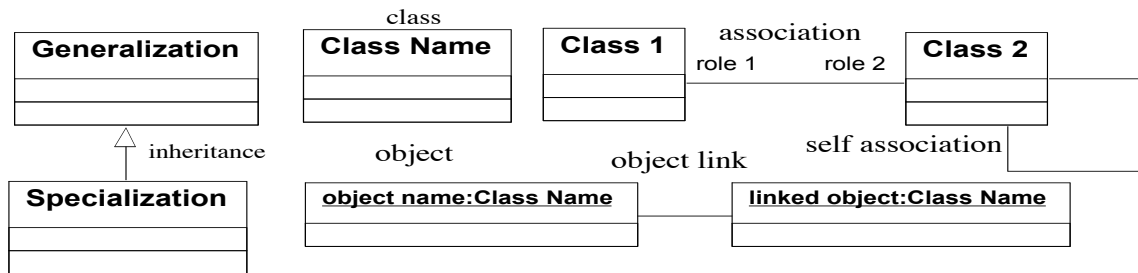 class
Generalization
Class Name
Class 1
association
Class 2
role 1
role 2
inheritance
object
object link
self association
Specialization
object name:Class Name
linked object:Class Name